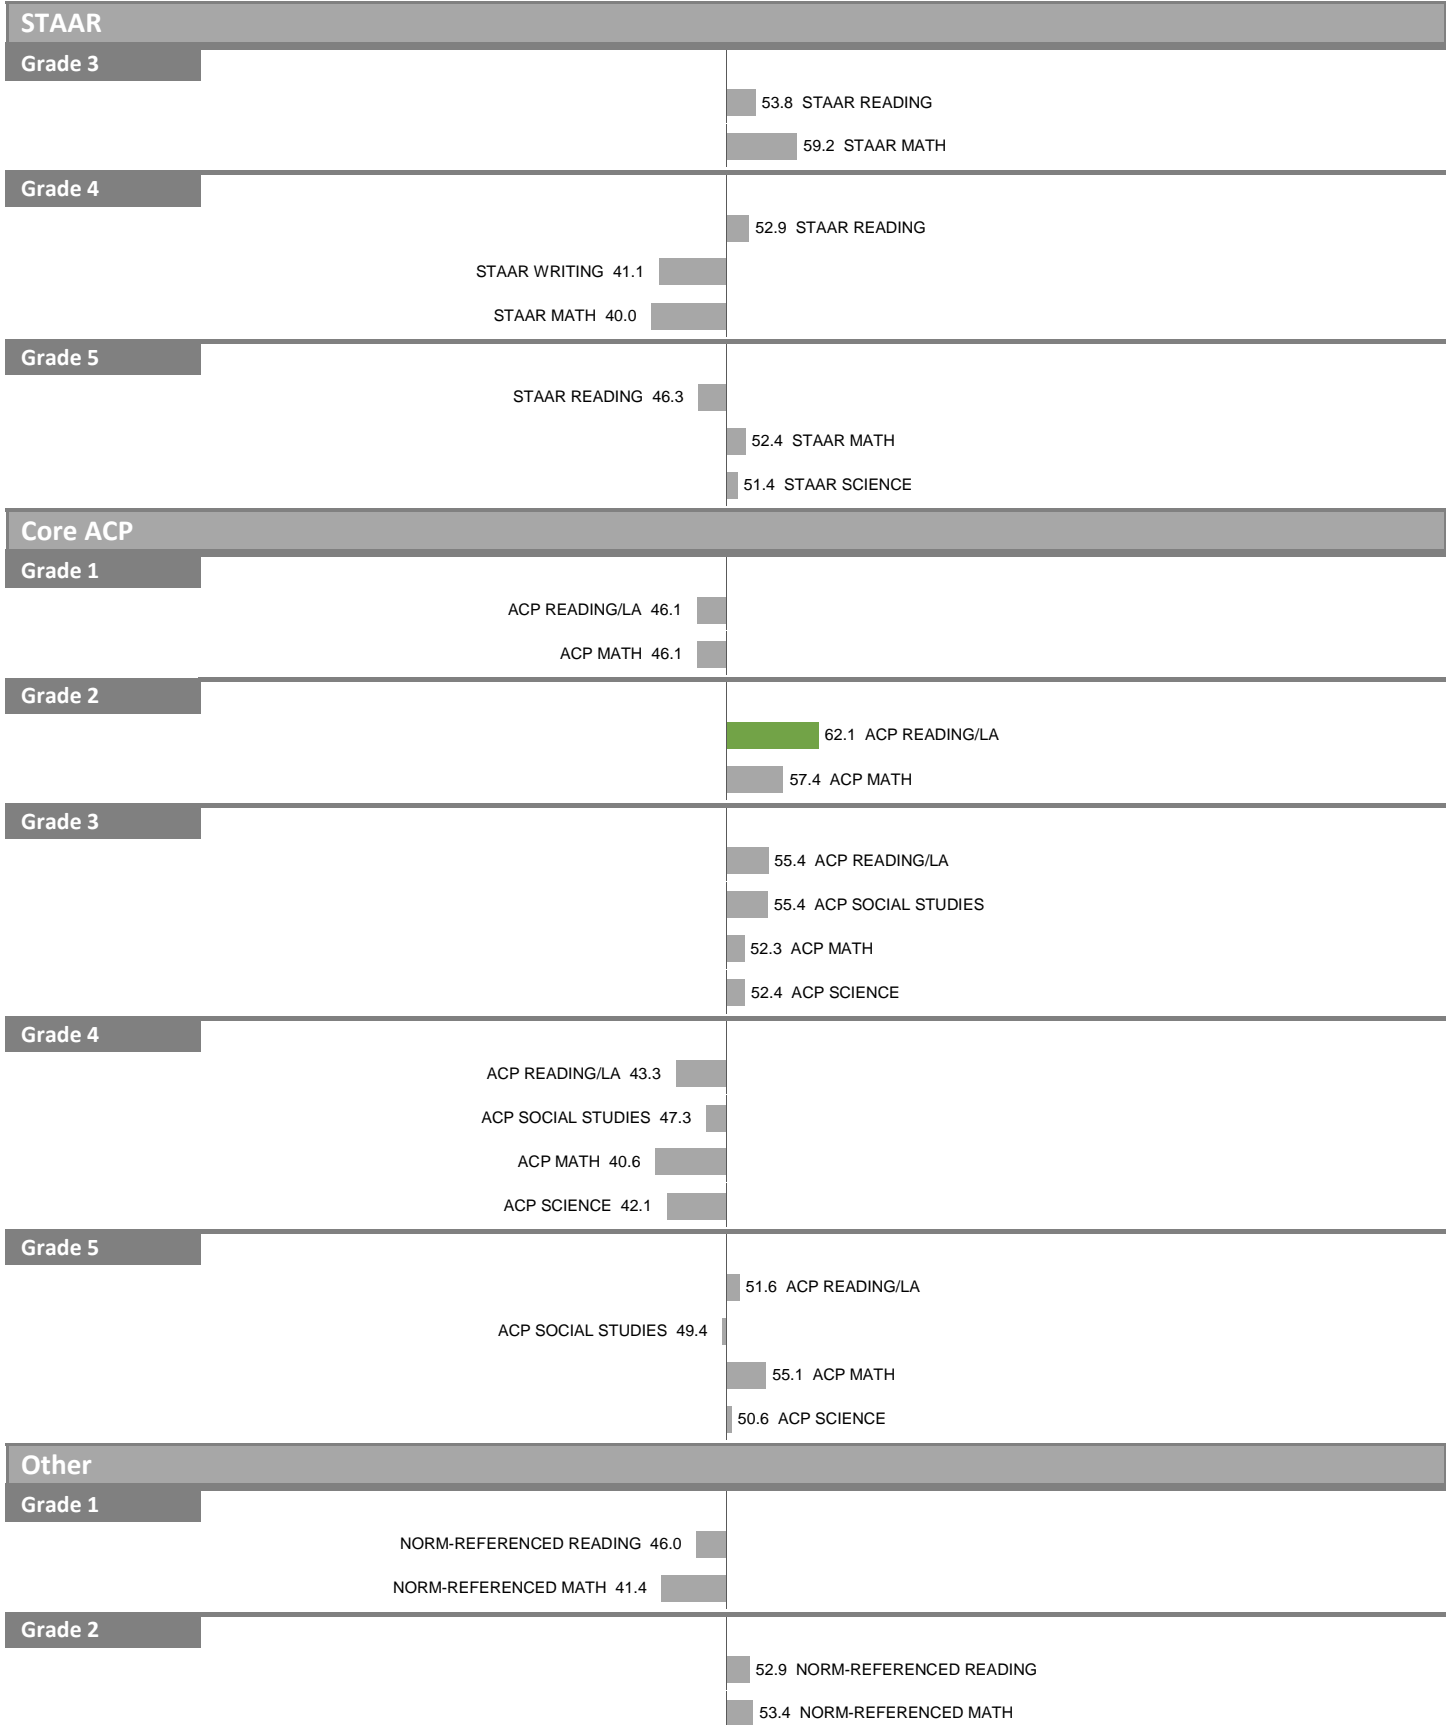 STAAR
Grade 3
53.8 STAAR READING
59.2 STAAR MATH
Grade 4
52.9 STAAR READING
STAAR WRITING 41.1
STAAR MATH 40.0
Grade 5
STAAR READING 46.3
52.4 STAAR MATH
51.4 STAAR SCIENCE
Core ACP
Grade 1
ACP READING/LA 46.1
ACP MATH 46.1
Grade 2
62.1 ACP READING/LA
57.4 ACP MATH
Grade 3
55.4 ACP READING/LA
55.4 ACP SOCIAL STUDIES
52.3 ACP MATH
52.4 ACP SCIENCE
Grade 4
ACP READING/LA 43.3
ACP SOCIAL STUDIES 47.3
ACP MATH 40.6
ACP SCIENCE 42.1
Grade 5
51.6 ACP READING/LA
ACP SOCIAL STUDIES 49.4
55.1 ACP MATH
50.6 ACP SCIENCE
Other
Grade 1
NORM-REFERENCED READING 46.0
NORM-REFERENCED MATH 41.4
Grade 2
52.9 NORM-REFERENCED READING
53.4 NORM-REFERENCED MATH